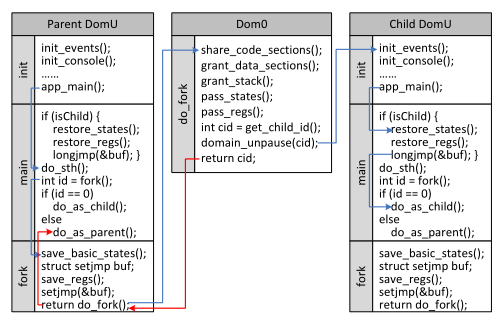 Parent DomU
init
init_events();
init_console();
......
app_main();
main
if (isChild) {
restore_states();
restore_regs();
longjmp(&buf); }
do_sth();
int id = fork();
if (id == 0)
do_as_child();
else
do_as_parent();
fork
save_basic_states();
struct setjmp buf;
save_regs();
setjmp(&buf);
return do_fork();
Dom0
do_fork
share_code_sections();
grant_data_sections();
grant_stack();
pass_states();
pass_regs();
int cid = get_child_id();
domain_unpause(cid);
return cid;
Child DomU
init
init_events();
init_console();
......
app_main();
main
if (isChild) {
restore_states();
restore_regs();
longjmp(&buf); }
do_sth();
int id = fork();
if (id == 0)
do_as_child();
else
do_as_parent();
fork
save_basic_states();
struct setjmp buf;
save_regs();
setjmp(&buf);
return do_fork();